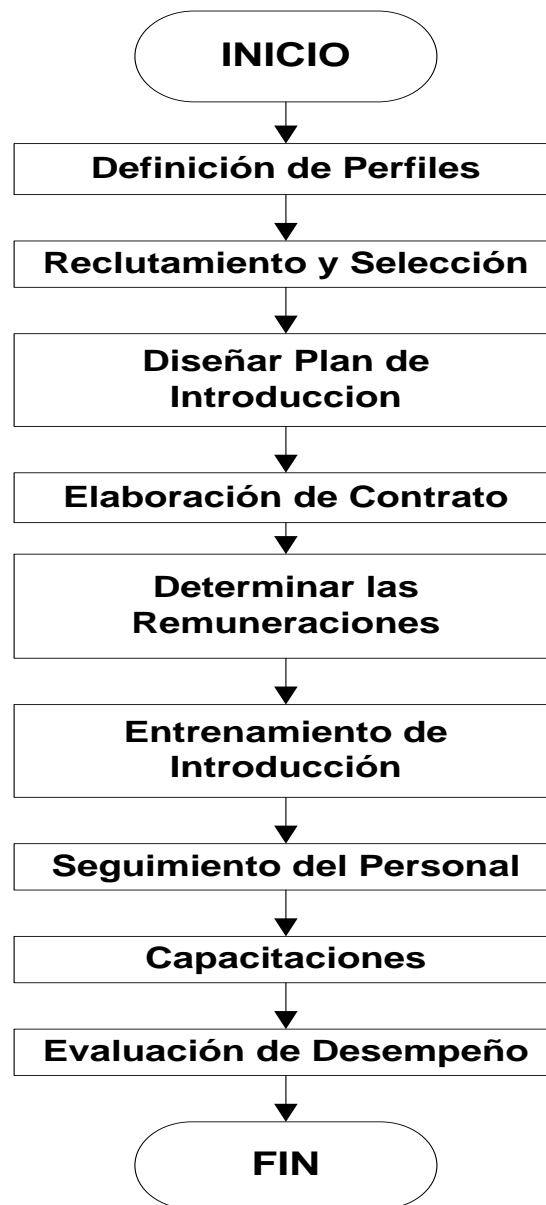 INICIO
Definición de Perfiles
Reclutamiento y Selección
Diseñar Plan de
Introduccion
Elaboración de Contrato
Determinar las
Remuneraciones
Entrenamiento de
Introducción
Seguimiento del Personal
Capacitaciones
Evaluación de Desempeño
FIN